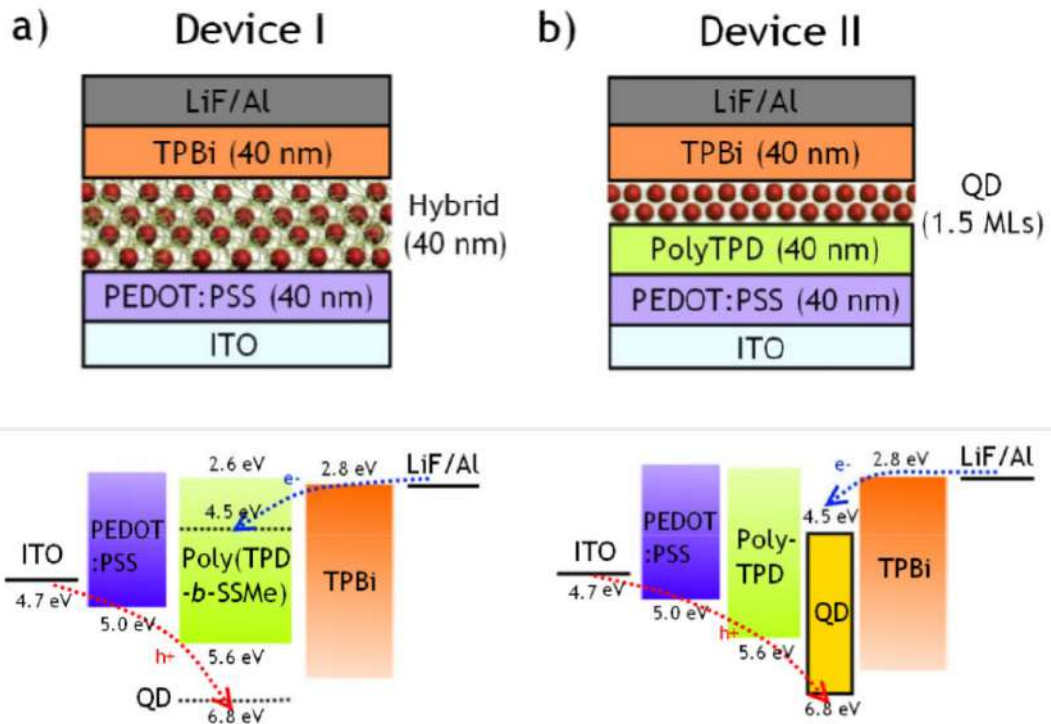 a)
Device I
LiF/Al
TPBi (40 nm)
Hybrid
(40 nm)
PEDOT:PSS (40 nm)
ITO
b)
Device II
LiF/Al
TPBi (40 nm)
QD
(1.5 MLs)
PolyTPD (40 nm)
PEDOT:PSS (40 nm)
ITO
2.6 eV
2.8 eV
LiF/Al
e-
4.5 eV
PEDOT
:PSS
ITO
Poly(TPD
-b-SSMe)
TPBi
4.7 eV
5.0 eV
h+
5.6 eV
QD
6.8 eV
2.8 eV
LiF/Al
e-
4.5 eV
PEDOT
:PSS
ITO
Poly-
TPD
TPBi
4.7 eV
5.0 eV
QD
h+
5.6 eV
6.8 eV